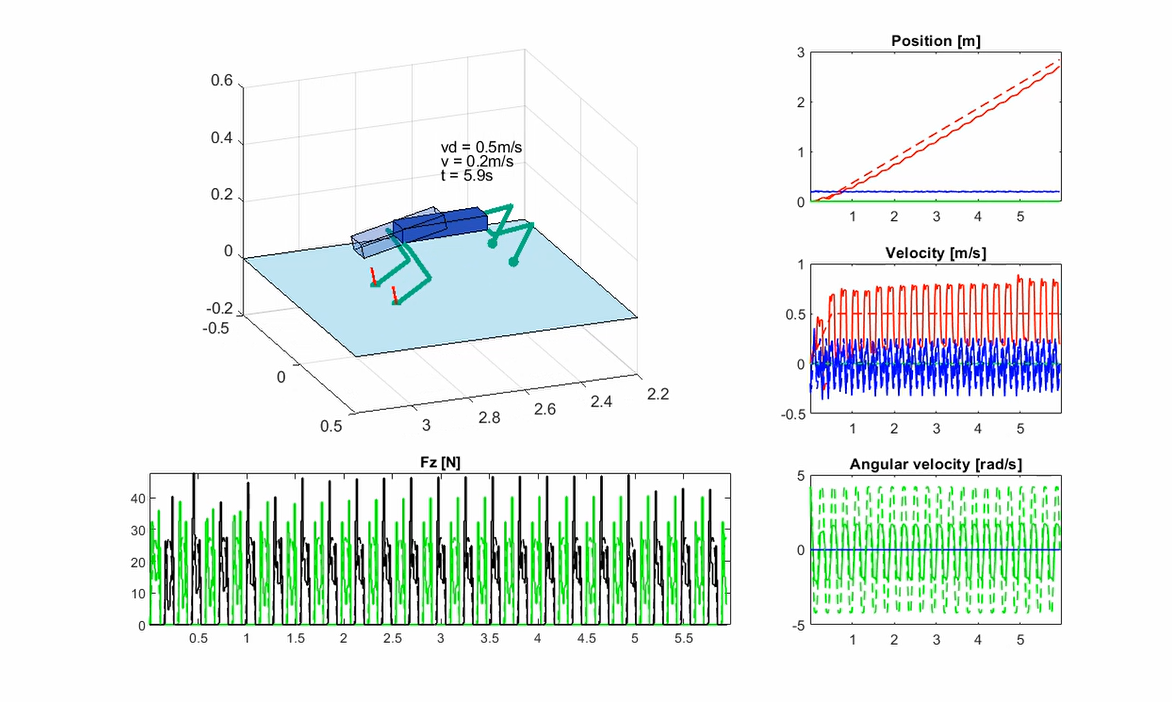 0.6
0.4
0.2
0
-0.2
-0.5
0
0.5
3
2.8
2.6
2.4
2.2
vd = 0.5m/s
v = 0.2m/s
t = 5.9s
Position [m]
3
2
1
0
1 2 3 4 5
Velocity [m/s]
1
0.5
0
-0.5
1 2 3 4 5
Fz [N]
40
30
20
10
0
0.5 1 1.5 2 2.5 3 3.5 4 4.5 5 5.5
Angular velocity [rad/s]
5
0
-5
1 2 3 4 5